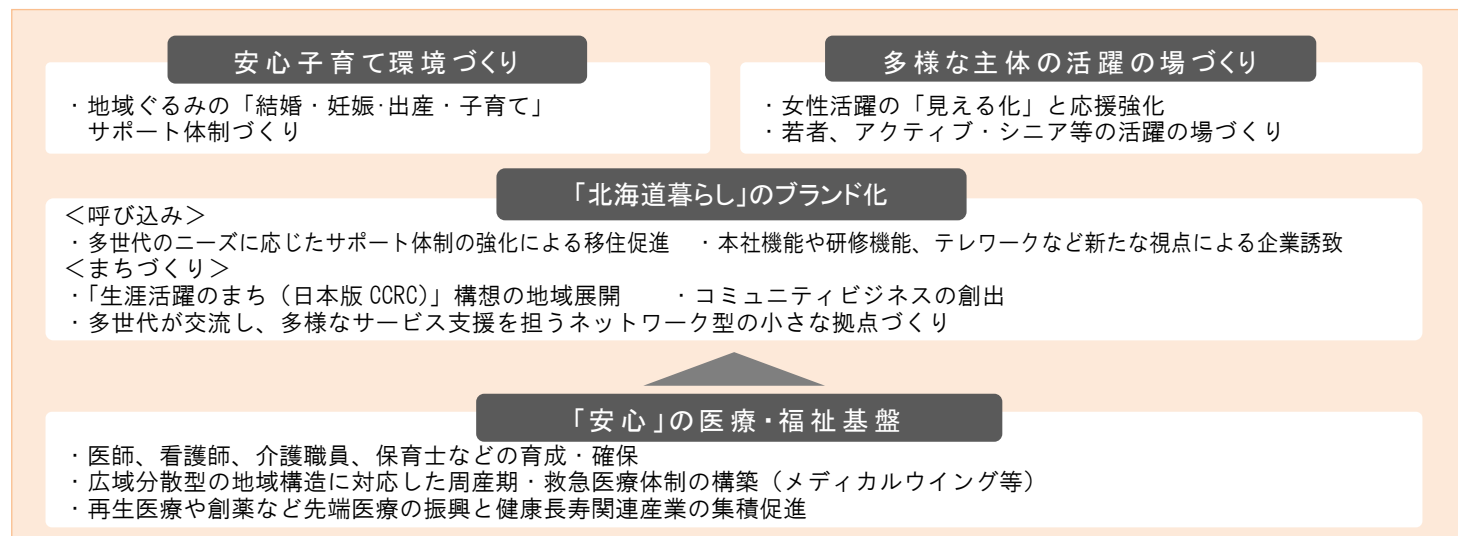 安心子育て環境づくり
・地域ぐるみの「結婚・妊娠・出産・子育て」
サポート体制づくり
多様な主体の活躍の場づくり
・女性活躍の「見える化」と応援強化
・若者、アクティブ・シニア等の活躍の場づくり
「北海道暮らし」のブランド化
＜呼び込み＞
・多世代のニーズに応じたサポート体制の強化による移住促進　・本社機能や研修機能、テレワークなど新たな視点による企業誘致
＜まちづくり＞
・「生涯活躍のまち（日本版 CCRC）」構想の地域展開　　・コミュニティビジネスの創出
・多世代が交流し、多様なサービス支援を担うネットワーク型の小さな拠点づくり
「安心」の医療・福祉基盤
・医師、看護師、介護職員、保育士などの育成・確保
・広域分散型の地域構造に対応した周産期・救急医療体制の構築（メディカルウイング等）
・再生医療や創薬など先端医療の振興と健康長寿関連産業の集積促進